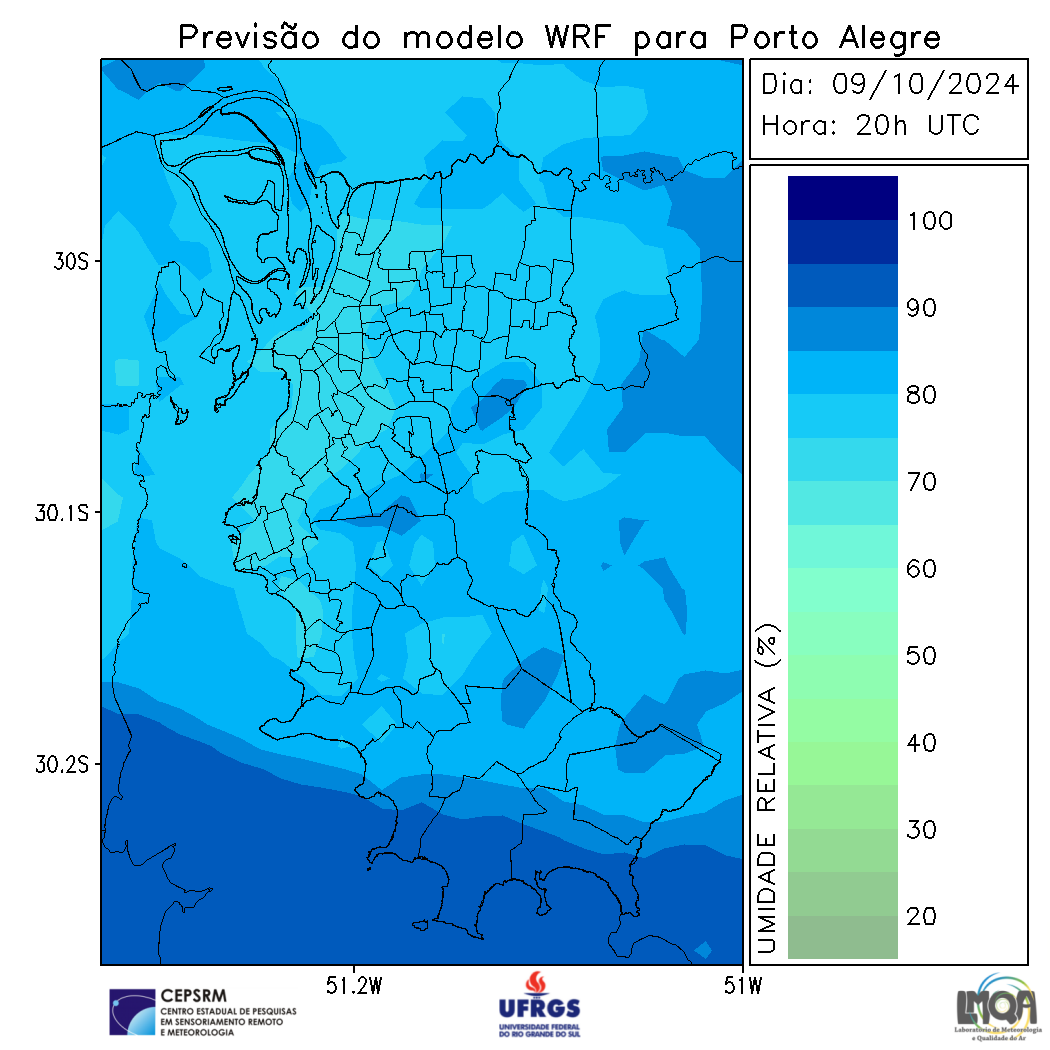 Previsão do modelo WRF para Porto Alegre
Dia: 09/10/2024
Hora: 20h UTC
30S
30.1S
30.2S
51.2W
51W
100
90
80
70
60
50
40
30
20
UMIDADE RELATIVA (%)
CEPSRM
CENTRO ESTADUAL DE PESQUISAS
EM SENSORIAMENTO REMOTO
E METEOROLOGIA
UFRGS
UNIVERSIDADE FEDERAL
DO RIO GRANDE DO SUL
LMQA
Laboratório de Meteorologia
e Qualidade do Ar